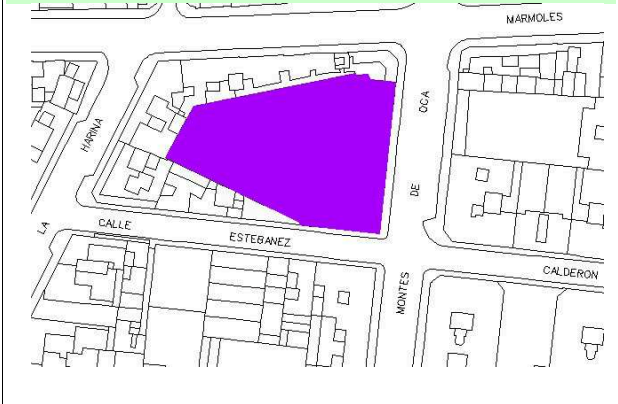 MARMOLES
OCA
HARINA
DE
LA
CALLE
ESTEBANEZ
CALDERON
MONTES